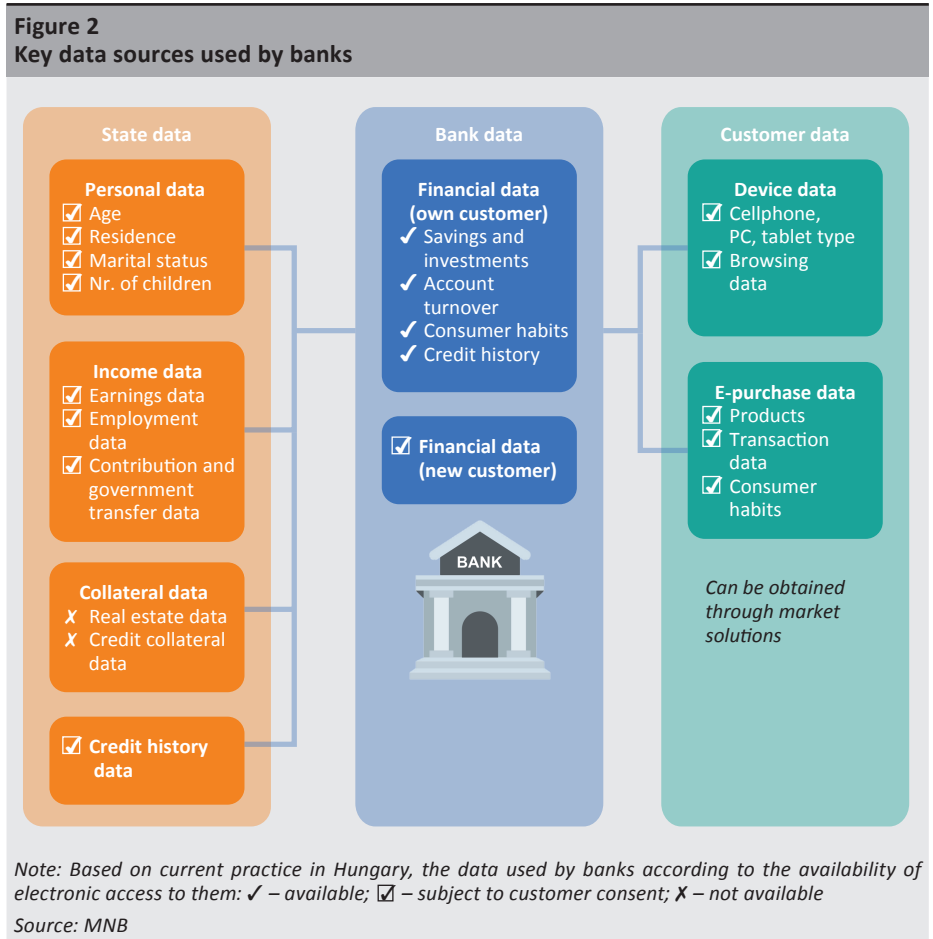 Figure 2
Key data sources used by banks
State data
Personal data
☑ Age
☑ Residence
☑ Marital status
☑ Nr. of children
Income data
☑ Earnings data
☑ Employment
data
☑ Contribution and
government
transfer data
Collateral data
✗ Real estate data
✗ Credit collateral
data
☑ Credit history
data
Bank data
Financial data
(own customer)
✓ Savings and
investments
✓ Account
turnover
✓ Consumer habits
✓ Credit history
☑ Financial data
(new customer)
BANK
Customer data
Device data
☑ Cellphone,
PC, tablet type
☑ Browsing
data
E-purchase data
☑ Products
☑ Transaction
data
☑ Consumer
habits
Can be obtained
through market
solutions
Note: Based on current practice in Hungary, the data used by banks according to the availability of
electronic access to them: ✓ – available; ☑ – subject to customer consent; ✗ – not available
Source: MNB